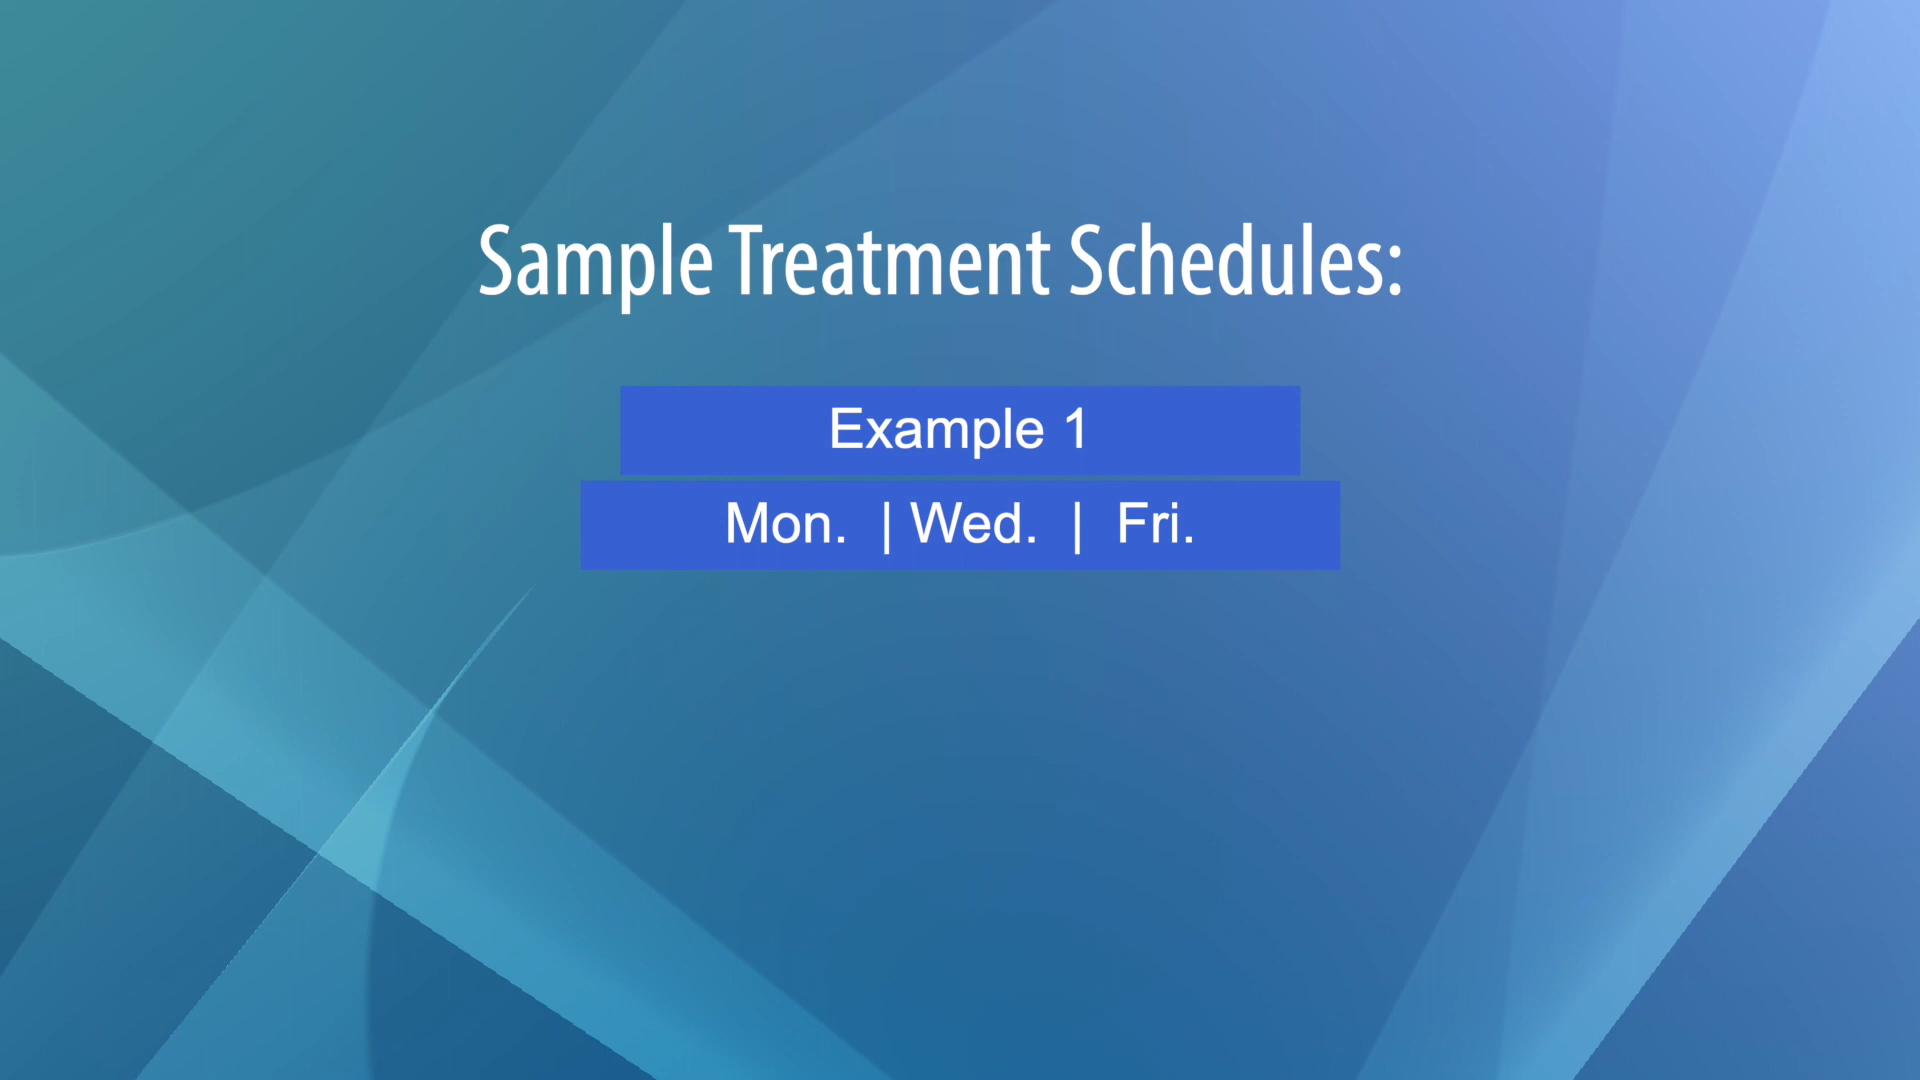 Sample Treatment Schedules:
Example 1
Mon. | Wed. | Fri.